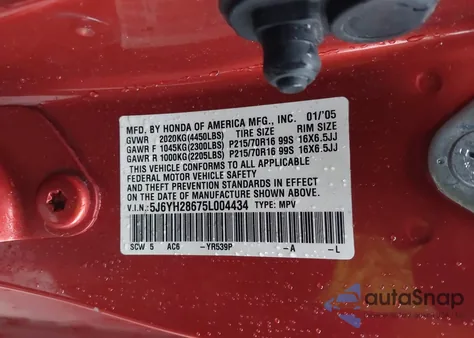 MFD. BY HONDA OF AMERICA MFG., INC. 01/'05
GVWR 2020KG(4450LBS) TIRE SIZE RIM SIZE
GAWR F 1045KG(2300LBS) P215/70R16 99S 16X6.5JJ
GAWR R 1000KG(2205LBS) P215/70R16 99S 16X6.5JJ
THIS VEHICLE CONFORMS TO ALL APPLICABLE
FEDERAL MOTOR VEHICLE SAFETY AND
THEFT PREVENTION STANDARDS IN EFFECT ON THE
DATE OF MANUFACTURE SHOWN ABOVE.
V.I.N.: 5J6YH28675L004434 TYPE: MPV
SCW 5 AC6 -YR539P -A -L
autoSnap